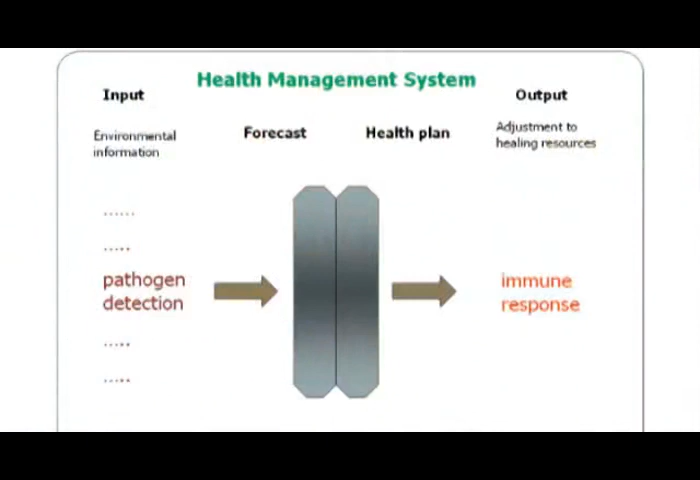 Health Management System
Input
Output
Environmental
information
Forecast
Health plan
Adjustment to
healing resources
......
.....
pathogen
detection
immune
response
.....
.....